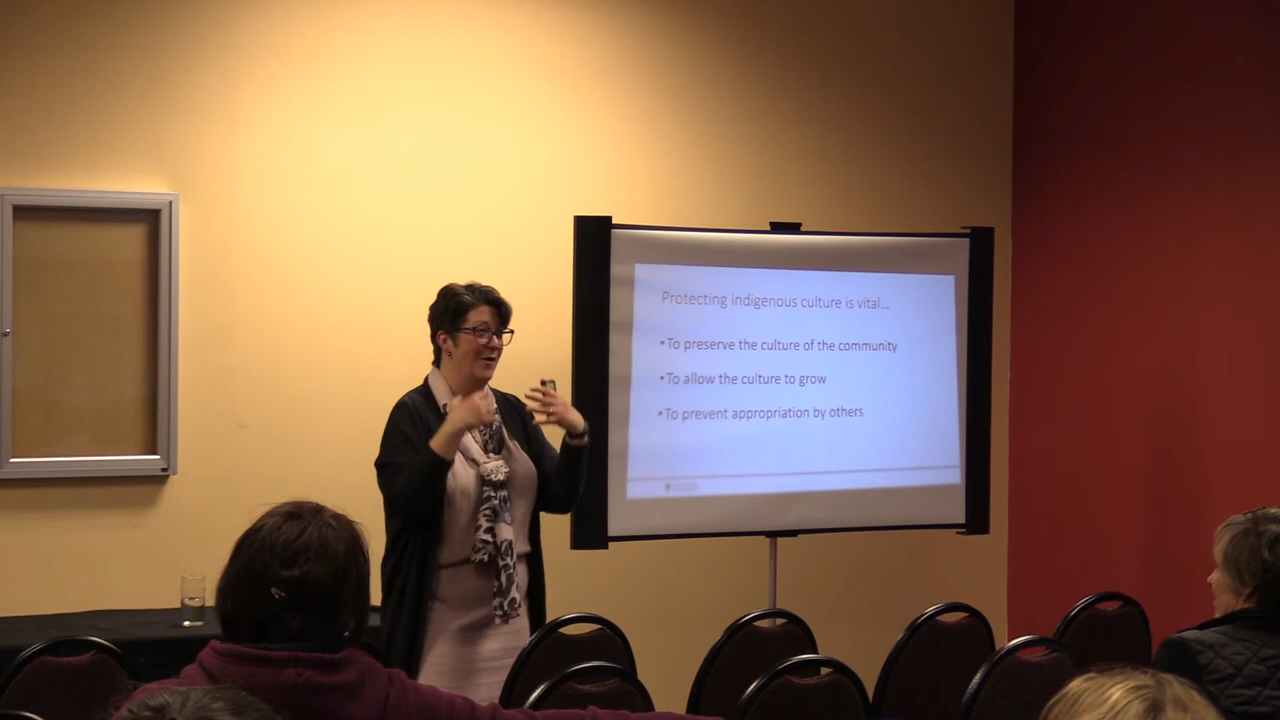 Protecting indigenous culture is vital...
•To preserve the culture of the community
•To allow the culture to grow
•To prevent appropriation by others